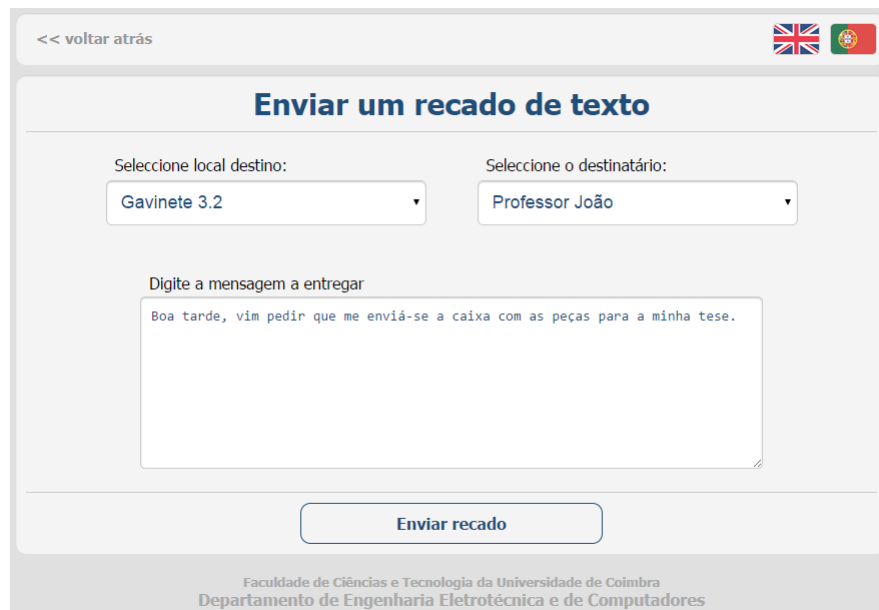 << voltar atrás
Enviar um recado de texto
Seleccione local destino:
Seleccione o destinatário:
Gavinete 3.2
Professor João
Digite a mensagem a entregar
Boa tarde, vim pedir que me enviá-se a caixa com as peças para a minha tese.
Enviar recado
Faculdade de Ciências e Tecnologia da Universidade de Coimbra
Departamento de Engenharia Eletrotécnica e de Computadores